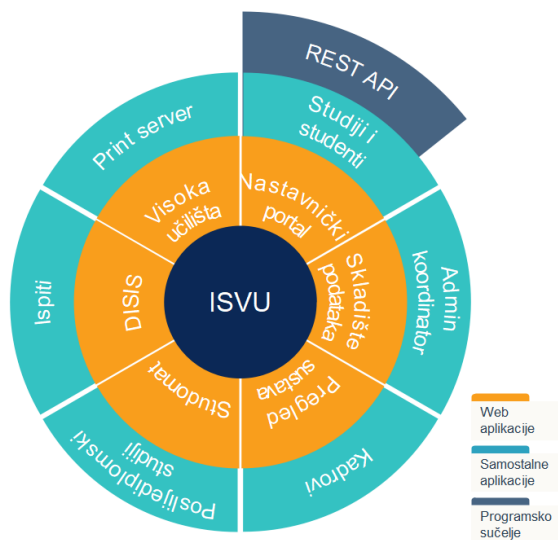 REST API
Studiji i
studenti
Print server
Visoka
učilišta
Nastavnički
portal
Admin
koordinator
Skladište
podataka
ISVU
DISIS
Ispiti
Studomat
Pregled
sustava
Poslijediplomski
studiji
Kadrovi
Web
aplikacije
Samostalne
aplikacije
Programsko
sučelje